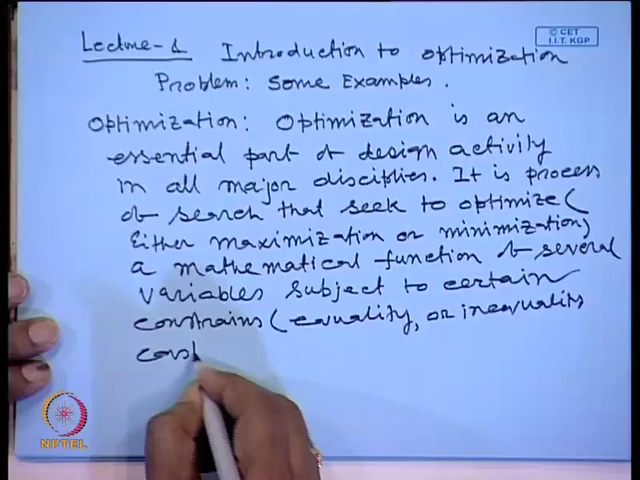 © CET
I.I.T. KGP
Lecture-1 Introduction to optimization
Problem: Some Examples.
Optimization: Optimization is an
essential part of design activity
in all major disciplies. It is process
of search that seek to optimize (
Either maximization or minimization)
a mathematical function of several
variables subject to certain
constrains (equality, or inequality
cons
NPTEL